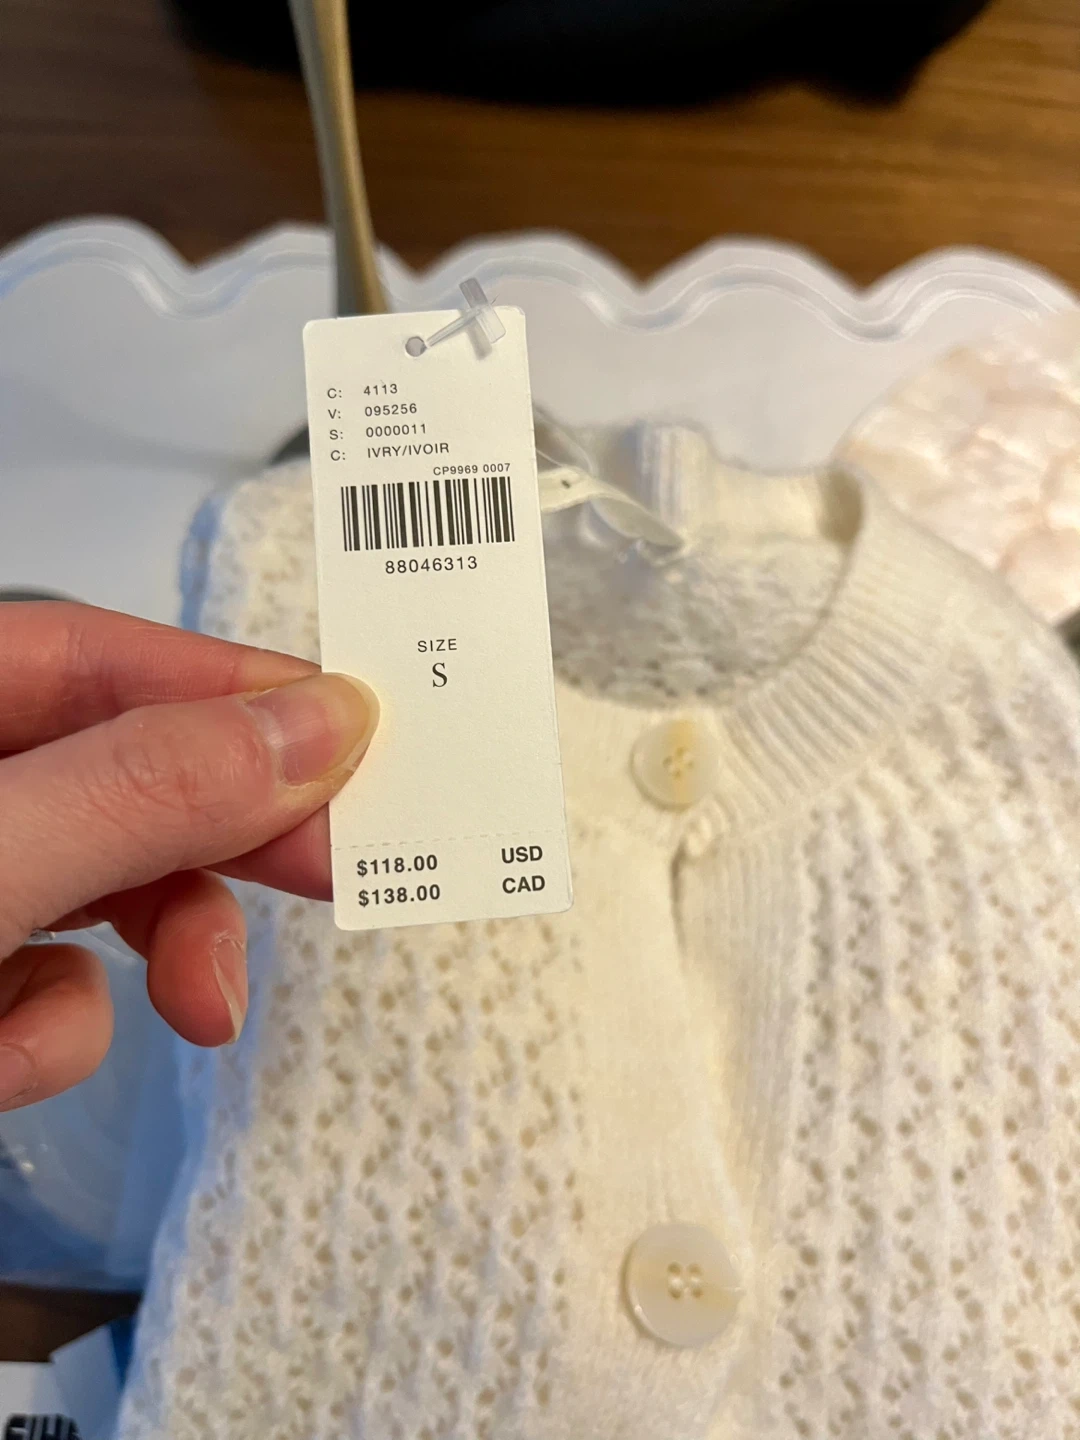 C: 4113
V: 095256
S: 0000011
C: IVRY/IVOIR
CP9969 0007
88046313
SIZE
S
$118.00 USD
$138.00 CAD